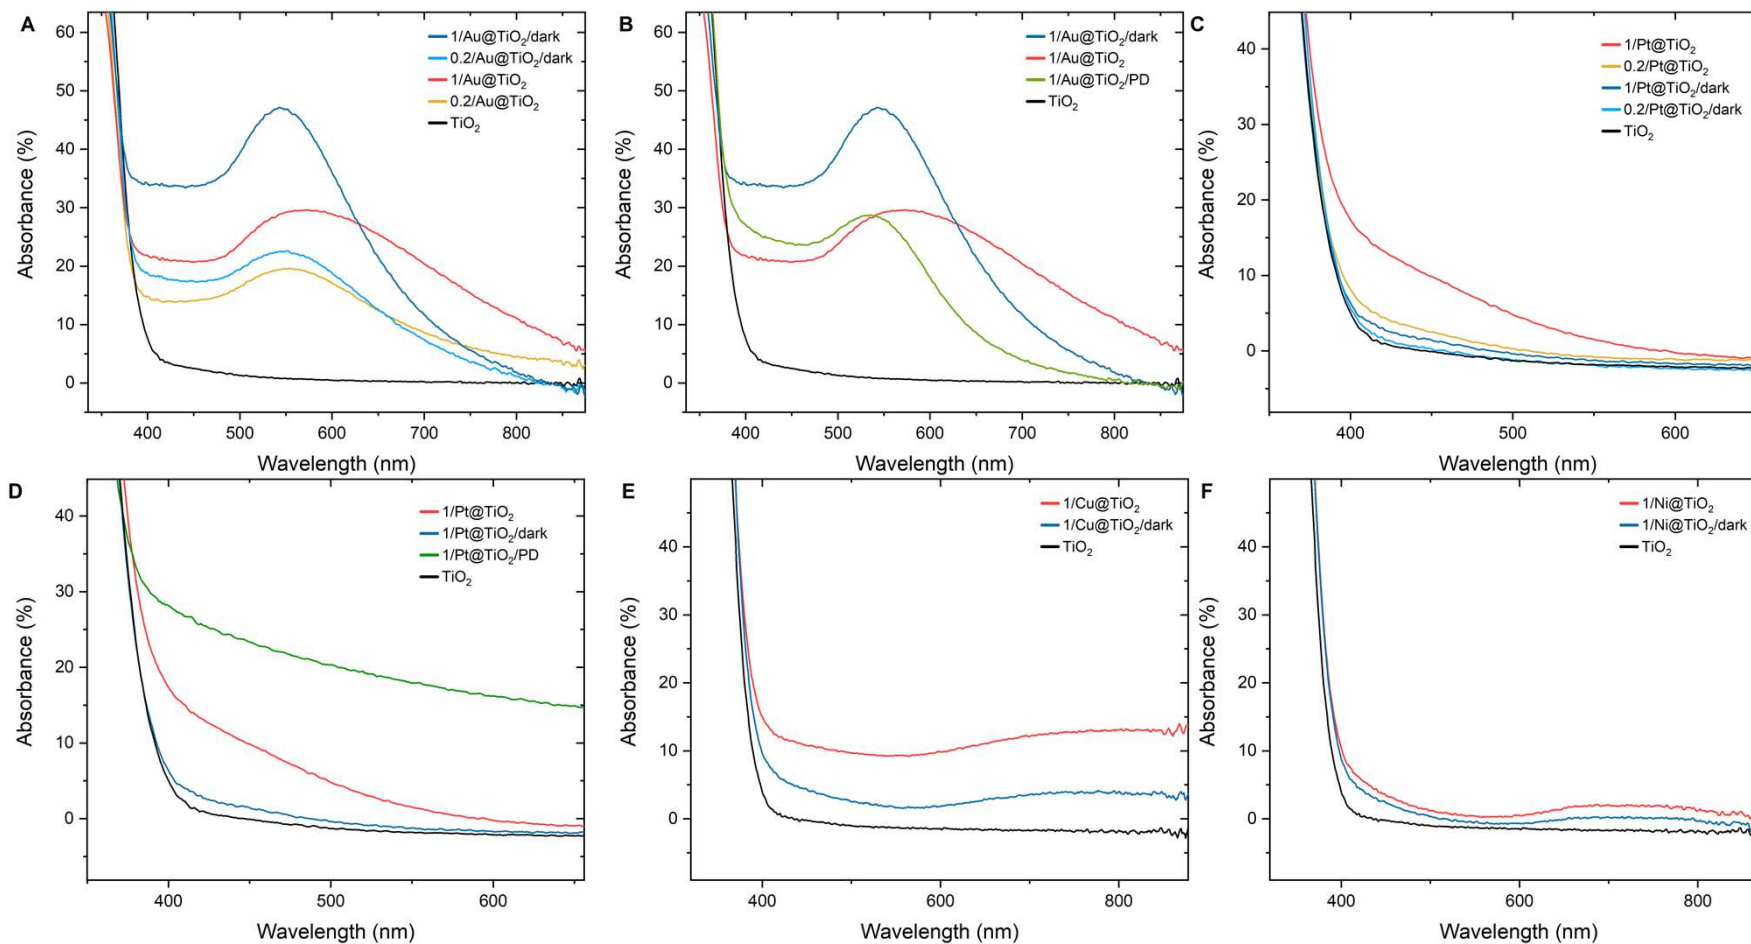 A
1/Au@TiO₂/dark
0.2/Au@TiO₂/dark
1/Au@TiO₂
0.2/Au@TiO₂
TiO₂
60
50
40
30
20
10
0
Absorbance (%)
400 500 600 700 800
Wavelength (nm)
B
1/Au@TiO₂/dark
1/Au@TiO₂
1/Au@TiO₂/PD
TiO₂
60
50
40
30
20
10
0
Absorbance (%)
400 500 600 700 800
Wavelength (nm)
C
1/Pt@TiO₂
0.2/Pt@TiO₂
1/Pt@TiO₂/dark
0.2/Pt@TiO₂/dark
TiO₂
40
30
20
10
0
Absorbance (%)
400 500 600
Wavelength (nm)
D
1/Pt@TiO₂
1/Pt@TiO₂/dark
1/Pt@TiO₂/PD
TiO₂
40
30
20
10
0
Absorbance (%)
400 500 600
Wavelength (nm)
E
1/Cu@TiO₂
1/Cu@TiO₂/dark
TiO₂
40
30
20
10
0
Absorbance (%)
400 600 800
Wavelength (nm)
F
1/Ni@TiO₂
1/Ni@TiO₂/dark
TiO₂
40
30
20
10
0
Absorbance (%)
400 600 800
Wavelength (nm)